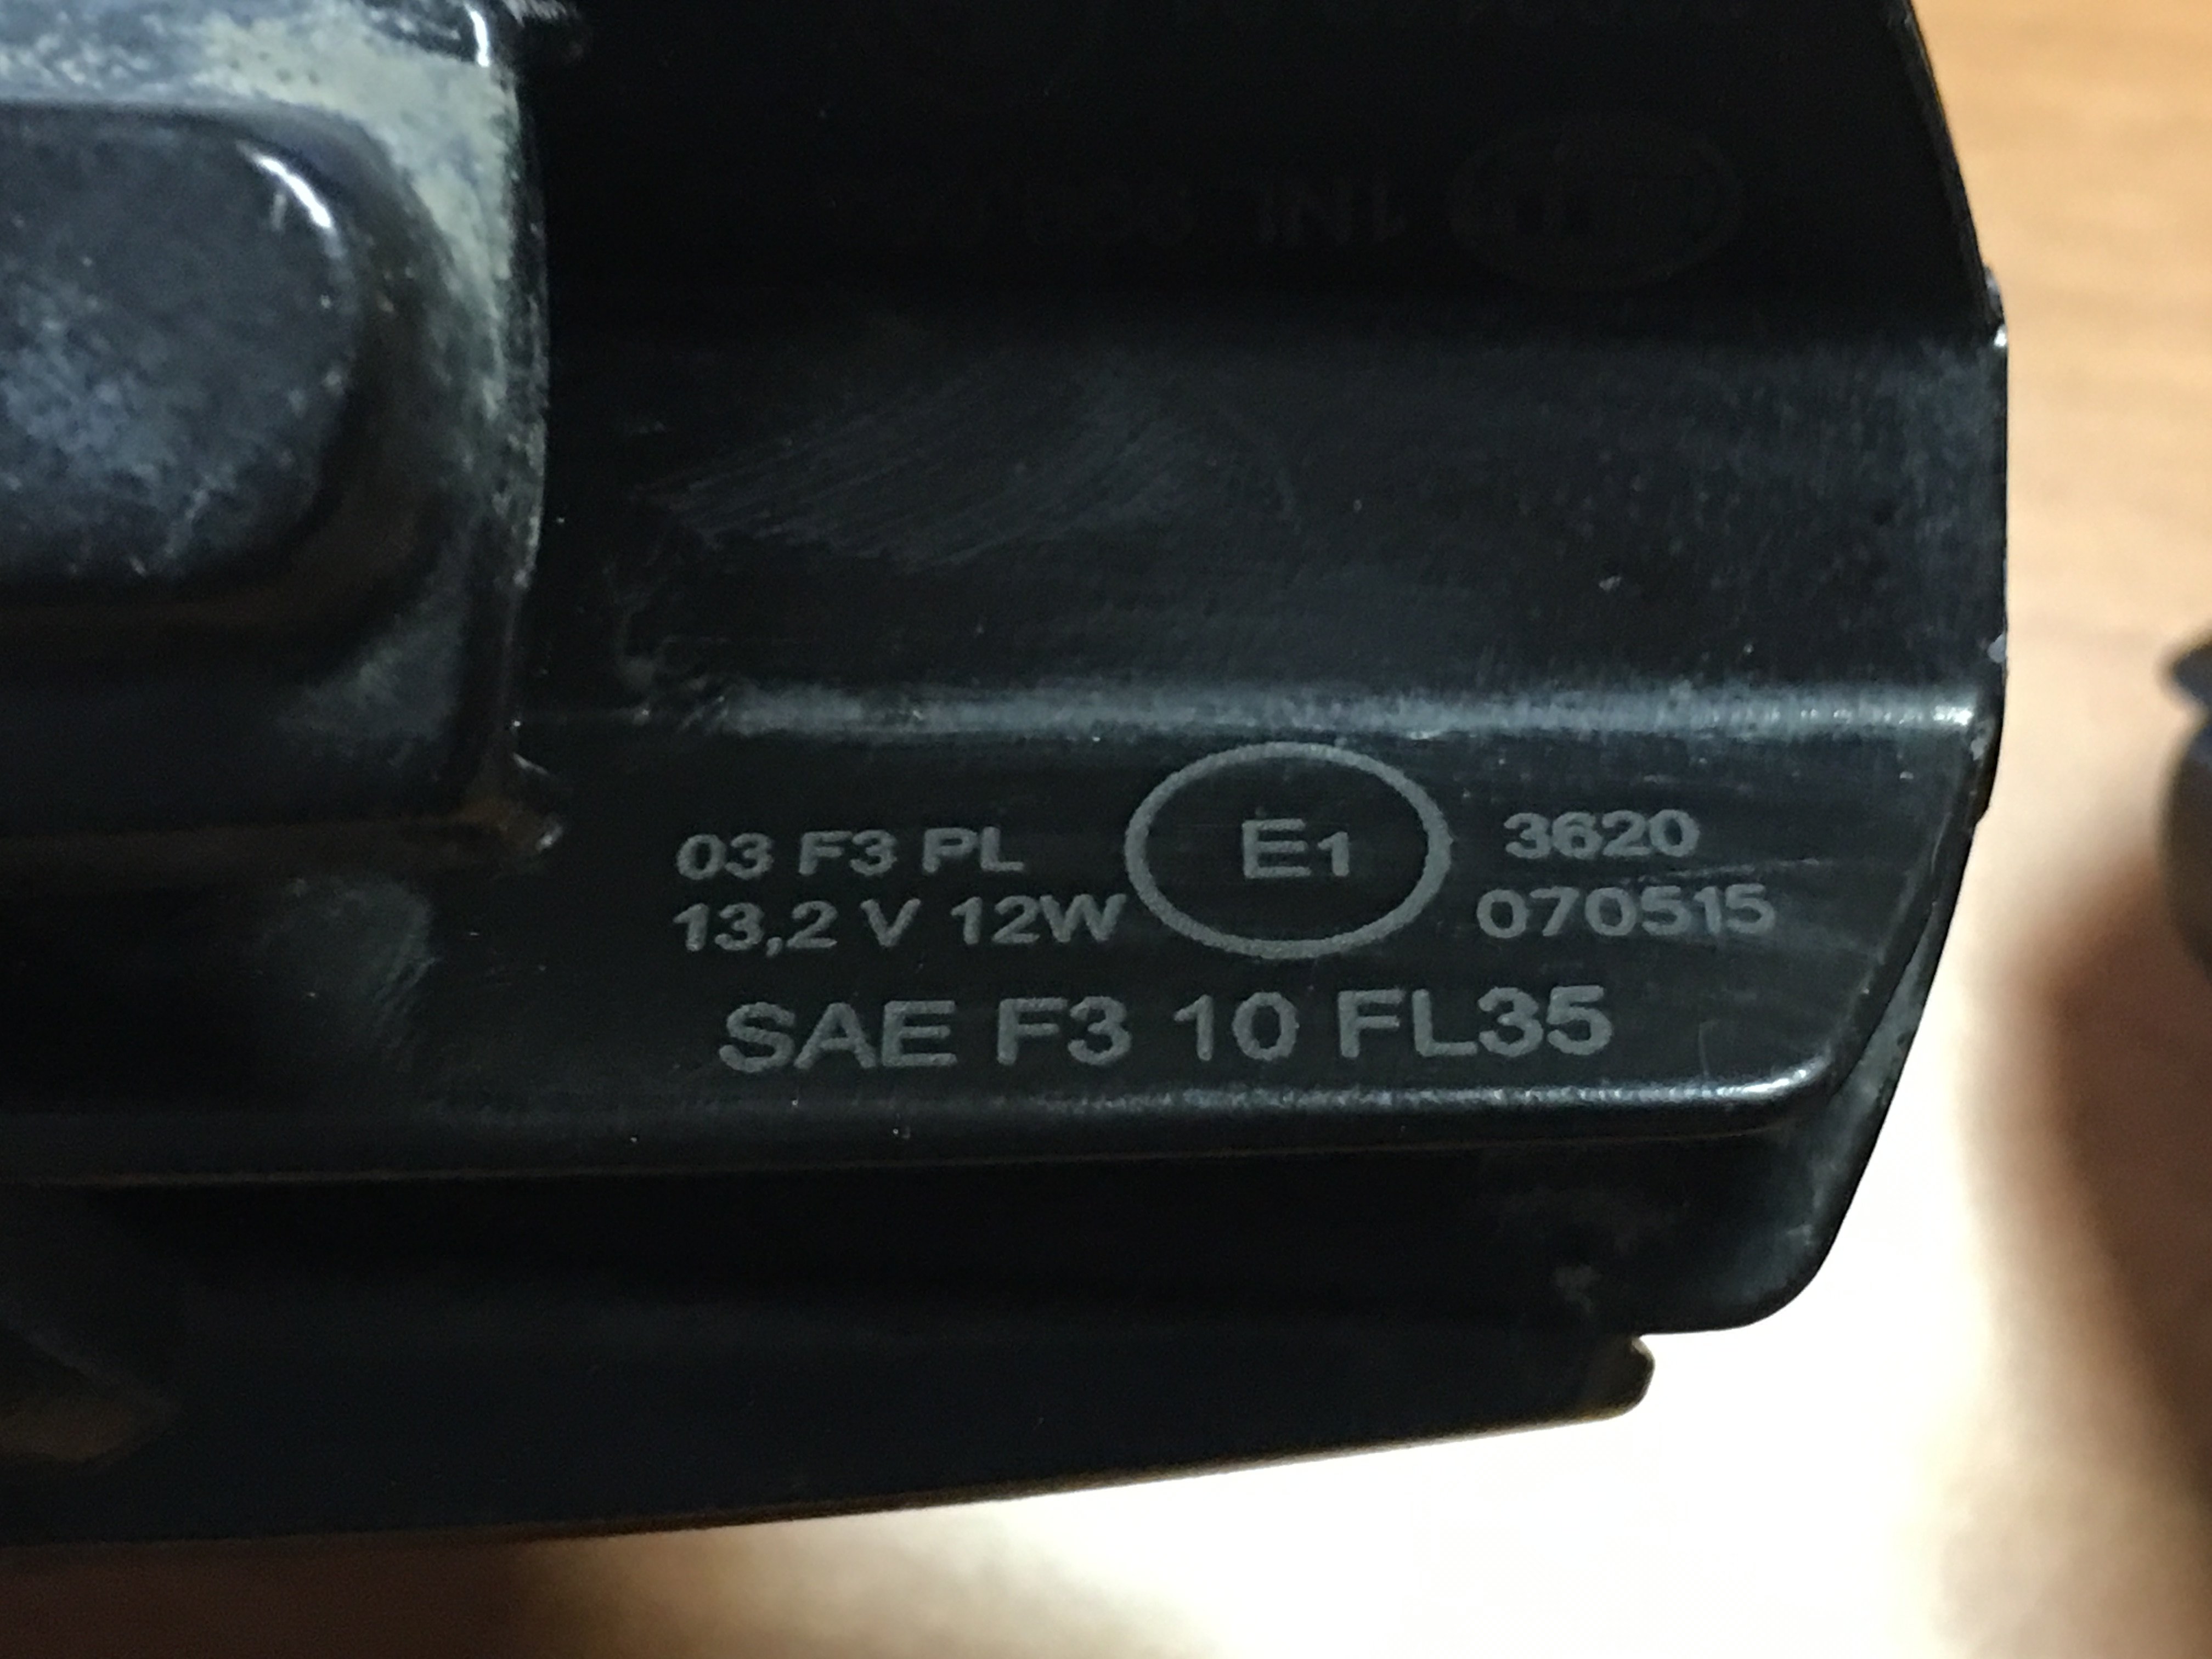 03 F3 PL
13,2 V 12W
E1
3620
070515
SAE F3 10 FL35